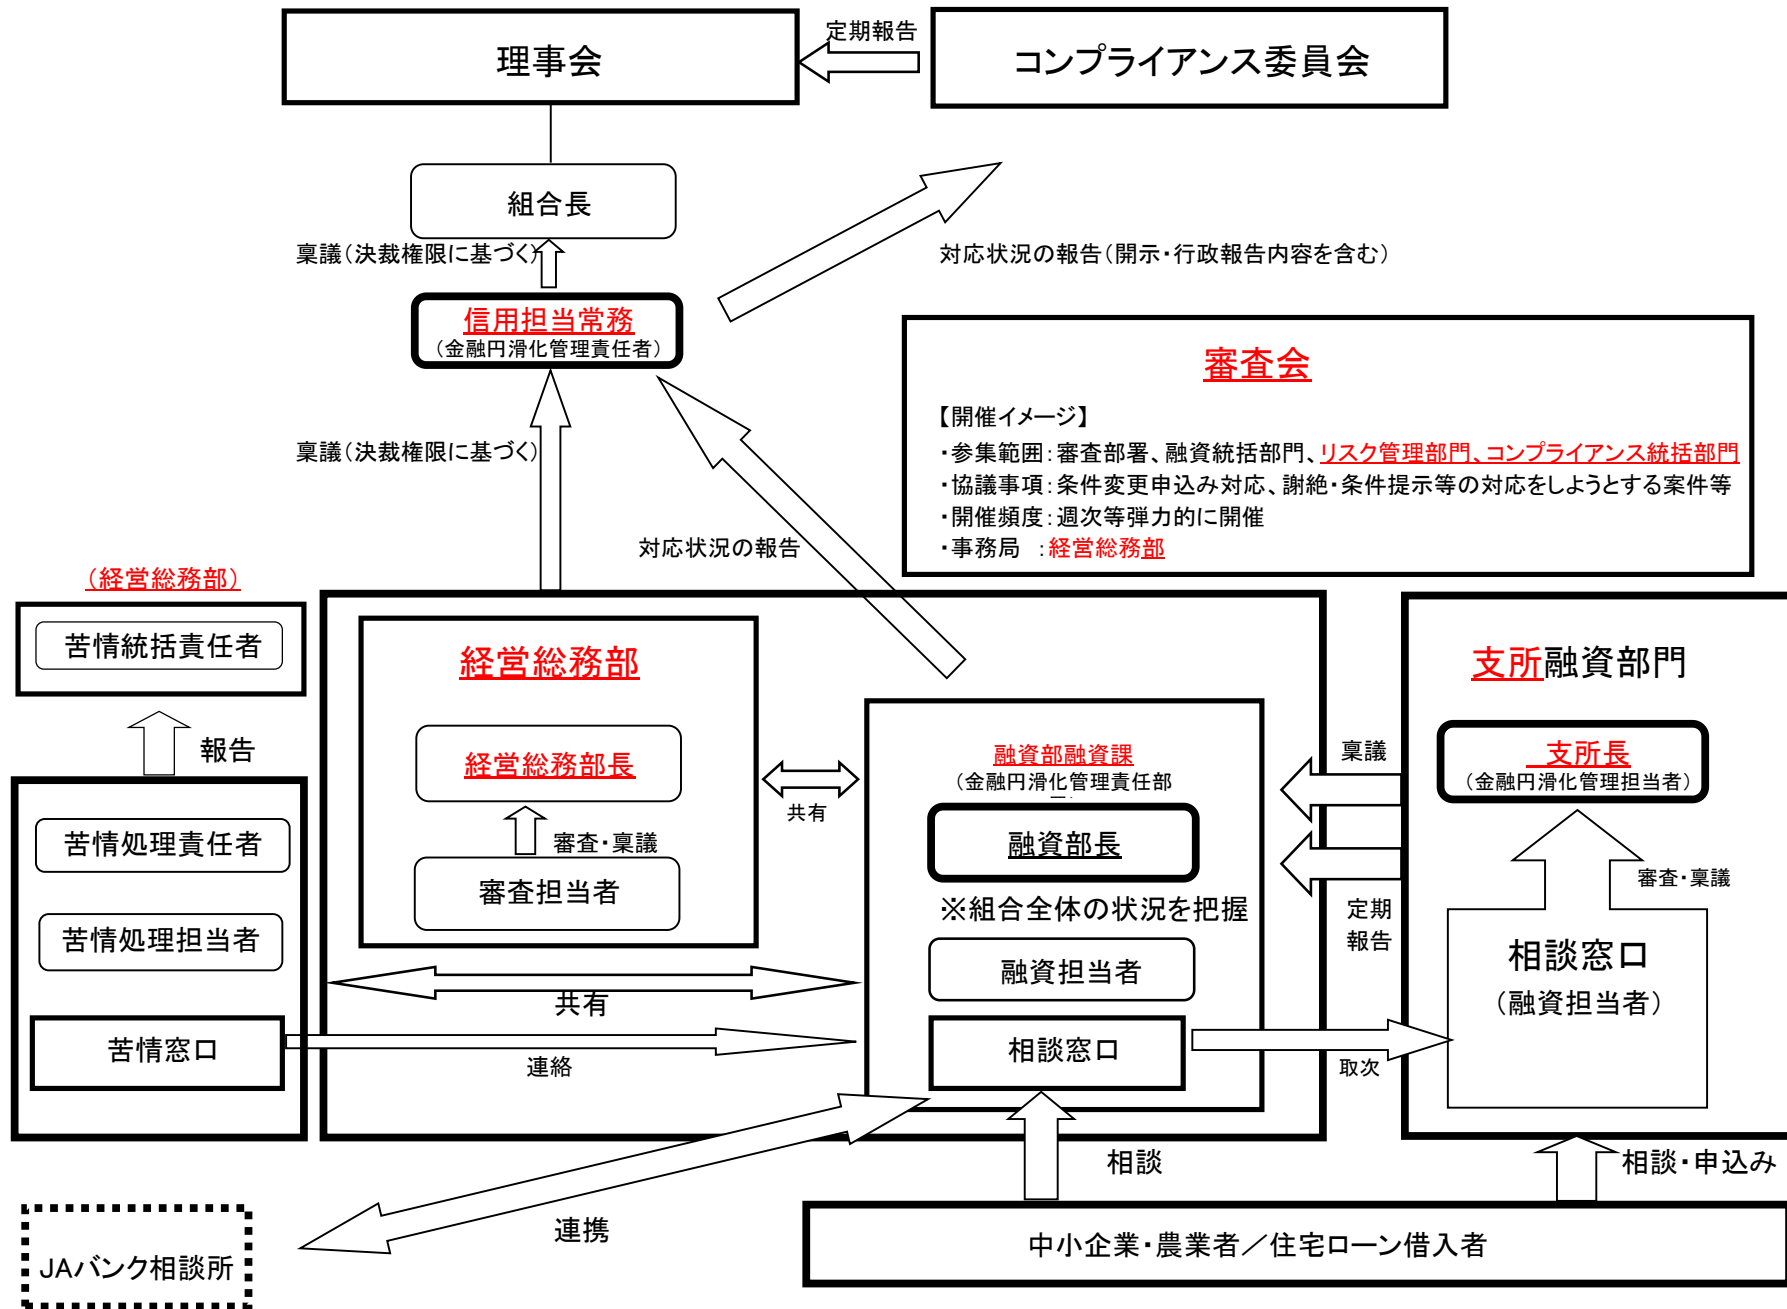 理事会
定期報告
コンプライアンス委員会
組合長
稟議（決裁権限に基づく）
対応状況の報告（開示・行政報告内容を含む）
信用担当常務
（金融円滑化管理責任者）
審査会
【開催イメージ】
・参集範囲：審査部署、融資統括部門、リスク管理部門、コンプライアンス統括部門
・協議事項：条件変更申込み対応、謝絶・条件提示等の対応をしようとする案件等
・開催頻度：週次等弾力的に開催
・事務局　：経営総務部
稟議（決裁権限に基づく）
対応状況の報告
（経営総務部）
苦情統括責任者
報告
苦情処理責任者
苦情処理担当者
苦情窓口
経営総務部
経営総務部長
審査・稟議
審査担当者
共有
共有
連絡
融資部融資課
（金融円滑化管理責任部
融資部長
※組合全体の状況を把握
融資担当者
相談窓口
稟議
定期
報告
取次
支所融資部門
支所長
（金融円滑化管理担当者）
審査・稟議
相談窓口
（融資担当者）
相談
相談・申込み
連携
JAバンク相談所
中小企業・農業者／住宅ローン借入者